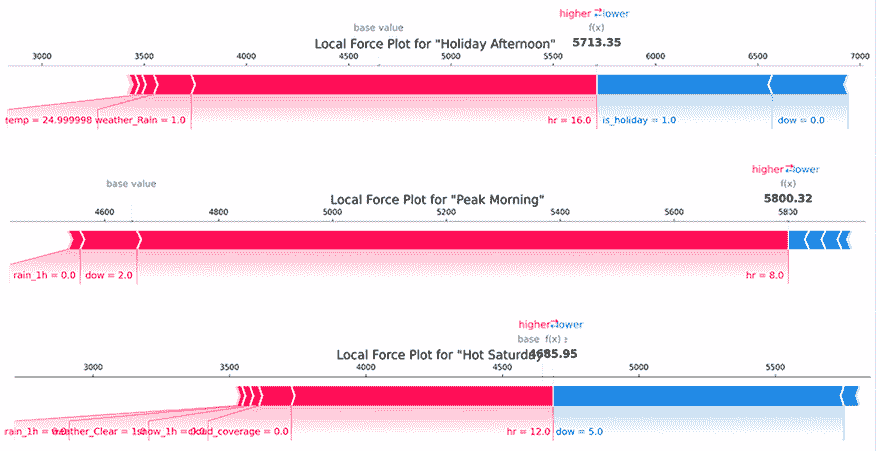 higher ⇄ lower
base value f(x)
Local Force Plot for "Holiday Afternoon" 5713.35
3000 3500 4000 4500 5000 5500 6000 6500 7000
temp = 24.999998 weather_Rain = 1.0 hr = 16.0 is_holiday = 1.0 dow = 0.0
higher ⇄ lower
base value f(x)
Local Force Plot for "Peak Morning" 5800.32
4600 4800 5000 5200 5400 5600 5800
rain_1h = 0.0 dow = 2.0 hr = 8.0
higher ⇄ lower
base f(x)
Local Force Plot for "Hot Saturday" 4685.95
3000 3500 4000 4500 5000 5500
rain_1h = 0.0 weather_Clear = 1.0 snow_1h = 0.0 cloud_coverage = 0.0 hr = 12.0 dow = 5.0